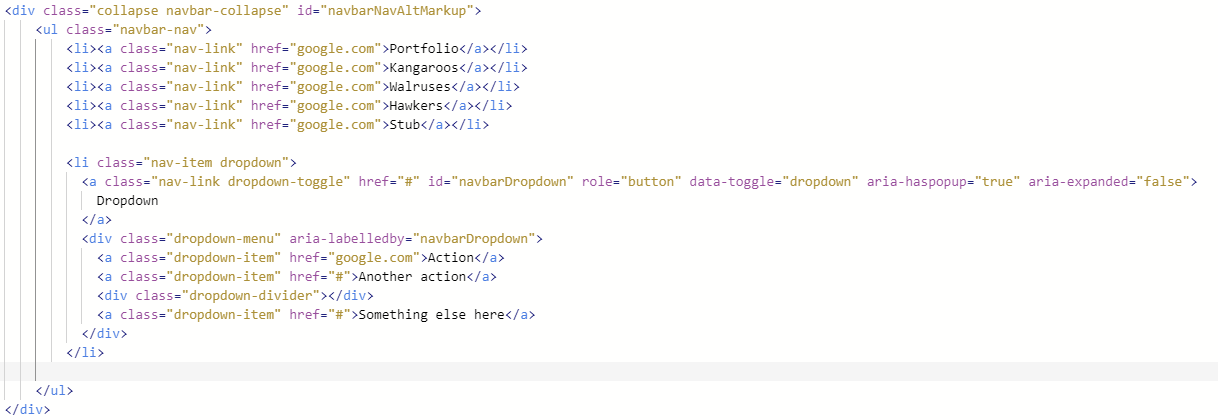 <div class="collapse navbar-collapse" id="navbarNavAltMarkup">
<ul class="navbar-nav">
<li><a class="nav-link" href="google.com">Portfolio</a></li>
<li><a class="nav-link" href="google.com">Kangaroos</a></li>
<li><a class="nav-link" href="google.com">Walruses</a></li>
<li><a class="nav-link" href="google.com">Hawkers</a></li>
<li><a class="nav-link" href="google.com">Stub</a></li>
<li class="nav-item dropdown">
<a class="nav-link dropdown-toggle" href="#" id="navbarDropdown" role="button" data-toggle="dropdown" aria-haspopup="true" aria-expanded="false">
Dropdown
</a>
<div class="dropdown-menu" aria-labelledby="navbarDropdown">
<a class="dropdown-item" href="google.com">Action</a>
<a class="dropdown-item" href="#">Another action</a>
<div class="dropdown-divider"></div>
<a class="dropdown-item" href="#">Something else here</a>
</div>
</li>
</ul>
</div>